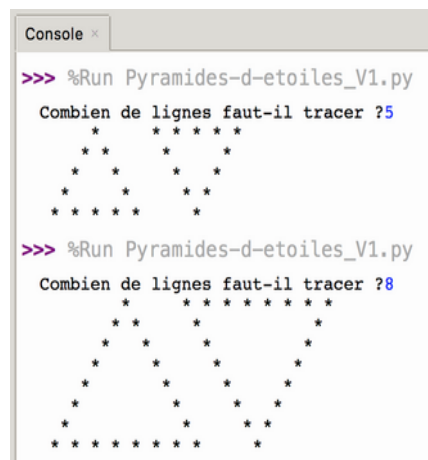 Console ×
>>> %Run Pyramides-d-etoiles_V1.py
Combien de lignes faut-il tracer ?5
     *     * * * * *
    * *     *     *
   *   *     *   *
  *     *     * *
 * * * * *     *
>>> %Run Pyramides-d-etoiles_V1.py
Combien de lignes faut-il tracer ?8
        *     * * * * * * * *
       * *     *           *
      *   *     *         *
     *     *     *       *
    *       *     *     *
   *         *     *   *
  *           *     * *
 * * * * * * * *     *